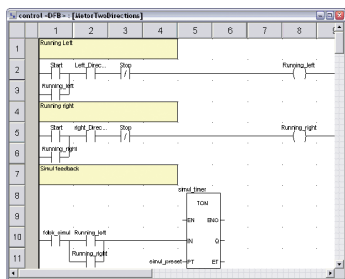 control <DFB> : [MotorTwoDirections]
1 2 3 4 5 6 7 8 9
1 Running Left
2 Start Left_Direc... Stop Running_left
3 Running_left
4 Running right
5 Start right_Direc... Stop Running_right
6 Running_right
7 Simul feedback
8 simul_timer
TON
9 EN ENO
10 fdbk_simul Running_left IN Q
11 Running_right simul_preset PT ET